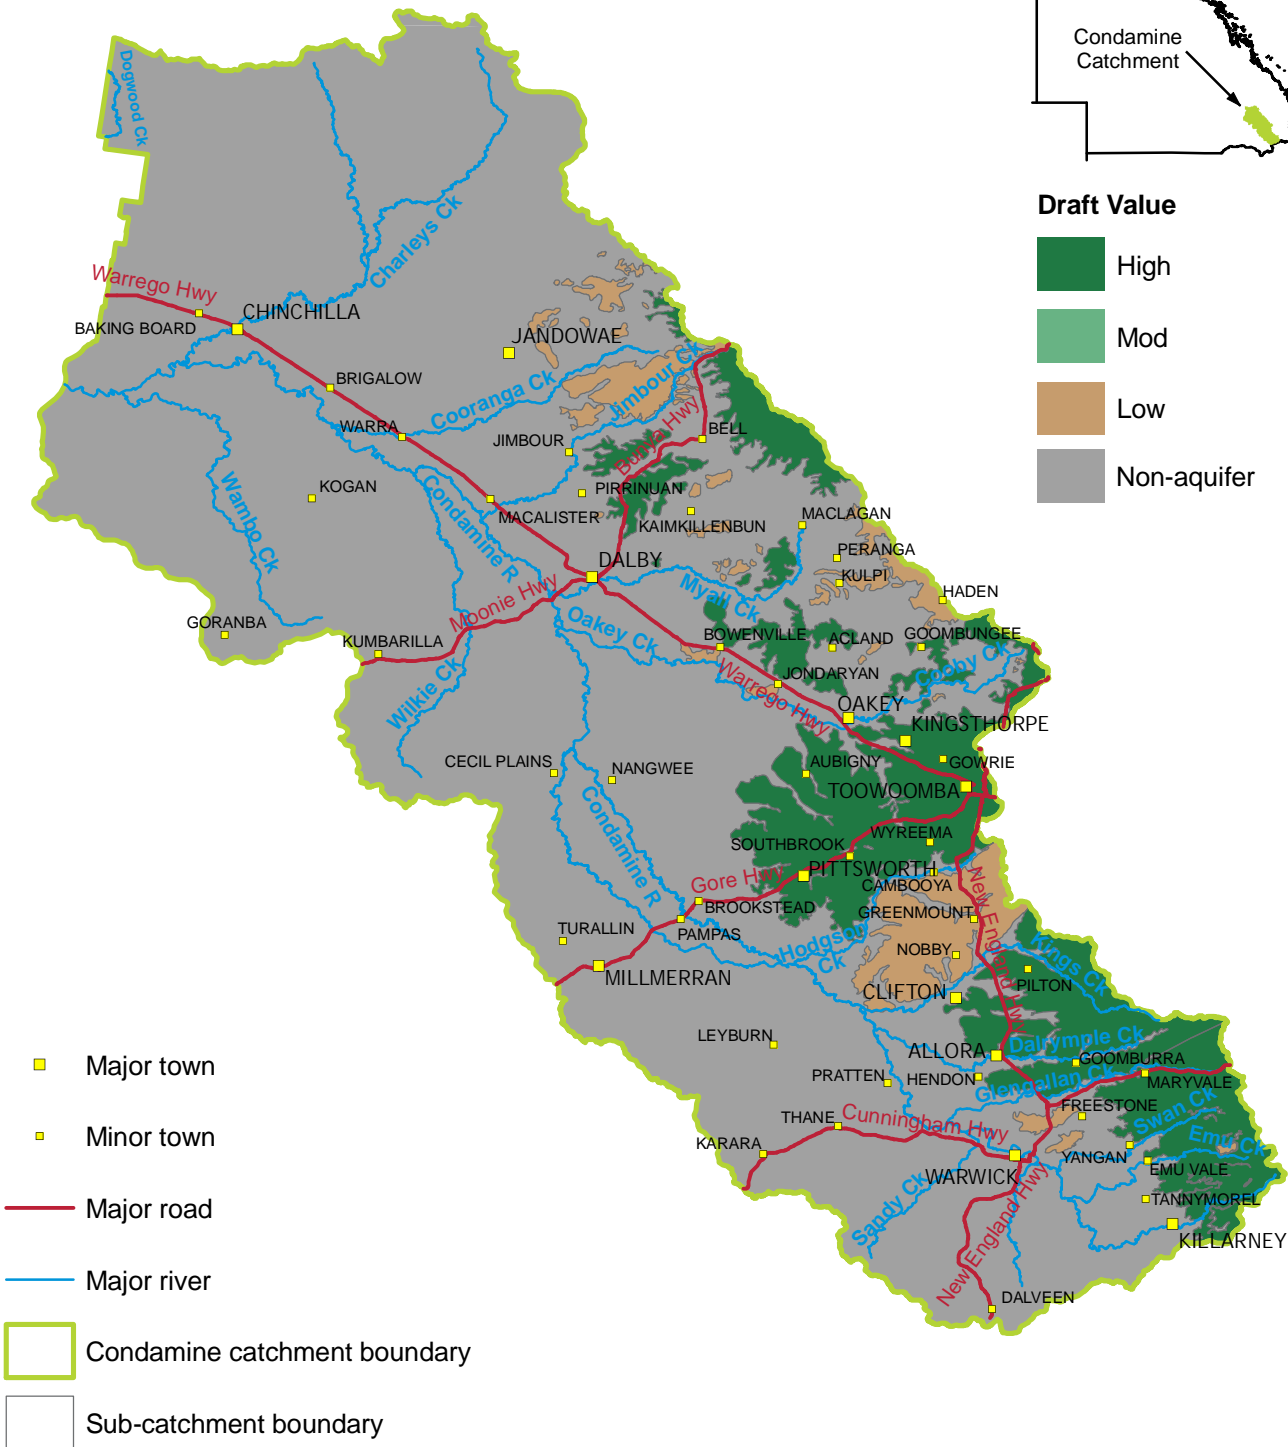 Condamine
Catchment
Draft Value
High
Mod
Low
Non-aquifer
Dogwood Ck
Charleys Ck
Warrego Hwy
CHINCHILLA
BAKING BOARD
JANDOWAE
BRIGALOW
Cooranga Ck
Jimbour Ck
WARRA
JIMBOUR
Bunya Hwy
BELL
KOGAN
Wambo Ck
Condamine R
PIRRINUAN
MACALISTER
KAIMKILLENBUN
MACLAGAN
DALBY
PERANGA
KULPI
Myall Ck
Moonie Hwy
HADEN
GORANBA
KUMBARILLA
Oakey Ck
BOWENVILLE
ACLAND
GOOMBUNGEE
Cooby Ck
Wilkie Ck
JONDARYAN
Warrego Hwy
OAKEY
KINGSTHORPE
CECIL PLAINS
NANGWEE
AUBIGNY
GOWRIE
TOOWOOMBA
Condamine R
SOUTHBROOK
WYREEMA
PITTSWORTH
Gore Hwy
CAMBOOYA
BROOKSTEAD
GREENMOUNT
New England Hwy
TURALLIN
PAMPAS
Hodgson
Ck
NOBBY
Kings Ck
MILLMERRAN
CLIFTON
PILTON
LEYBURN
ALLORA
Dalrymple Ck
GOOMBURRA
PRATTEN
HENDON
Glengallan Ck
MARYVALE
THANE
Cunningham Hwy
FREESTONE
Swan Ck
KARARA
Emu Ck
YANGAN
EMU VALE
WARWICK
Sandy Ck
New England Hwy
TANNYMOREL
KILLARNEY
DALVEEN
Major town
Minor town
Major road
Major river
Condamine catchment boundary
Sub-catchment boundary